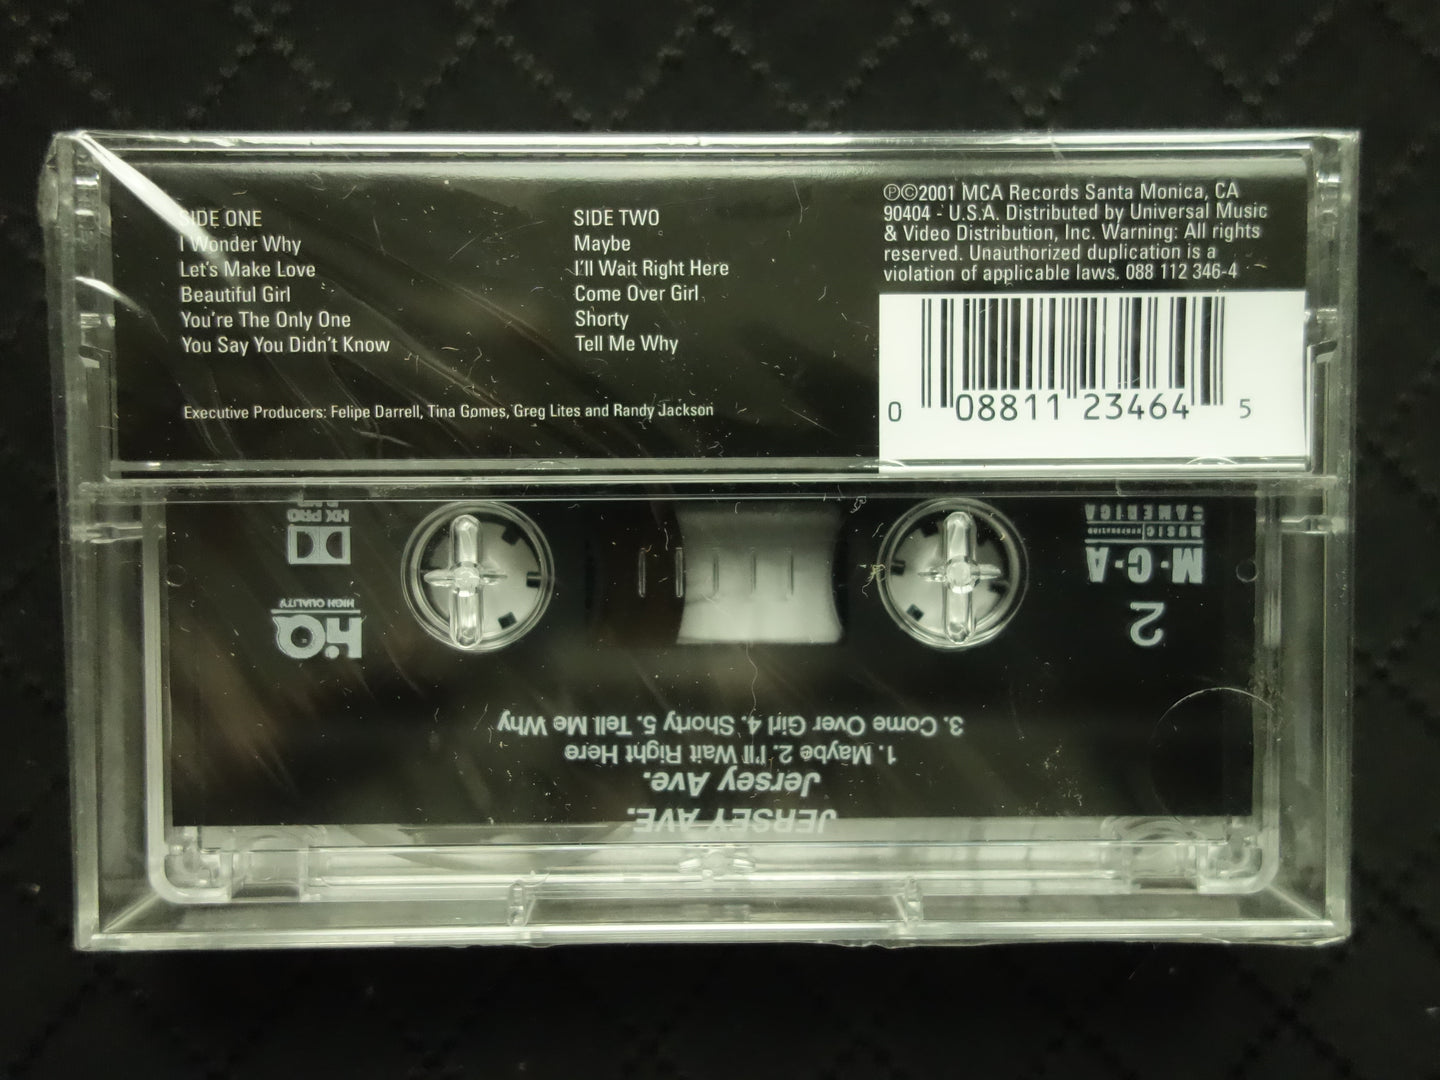 SIDE ONE
I Wonder Why
Let's Make Love
Beautiful Girl
You're The Only One
You Say You Didn't Know
SIDE TWO
Maybe
I'll Wait Right Here
Come Over Girl
Shorty
Tell Me Why
Executive Producers: Felipe Darrell, Tina Gomes, Greg Lites and Randy Jackson
℗©2001 MCA Records Santa Monica, CA
90404 - U.S.A. Distributed by Universal Music
& Video Distribution, Inc. Warning: All rights
reserved. Unauthorized duplication is a
violation of applicable laws. 088 112 346-4
0 08811 23464 5
JERSEY AVE.
Jersey Ave.
1. Maybe 2. I'll Wait Right Here
3. Come Over Girl 4. Shorty 5. Tell Me Why
2
M·C·A
MUSIC
AMERICA
HiQ
HIGH QUALITY
HX PRO